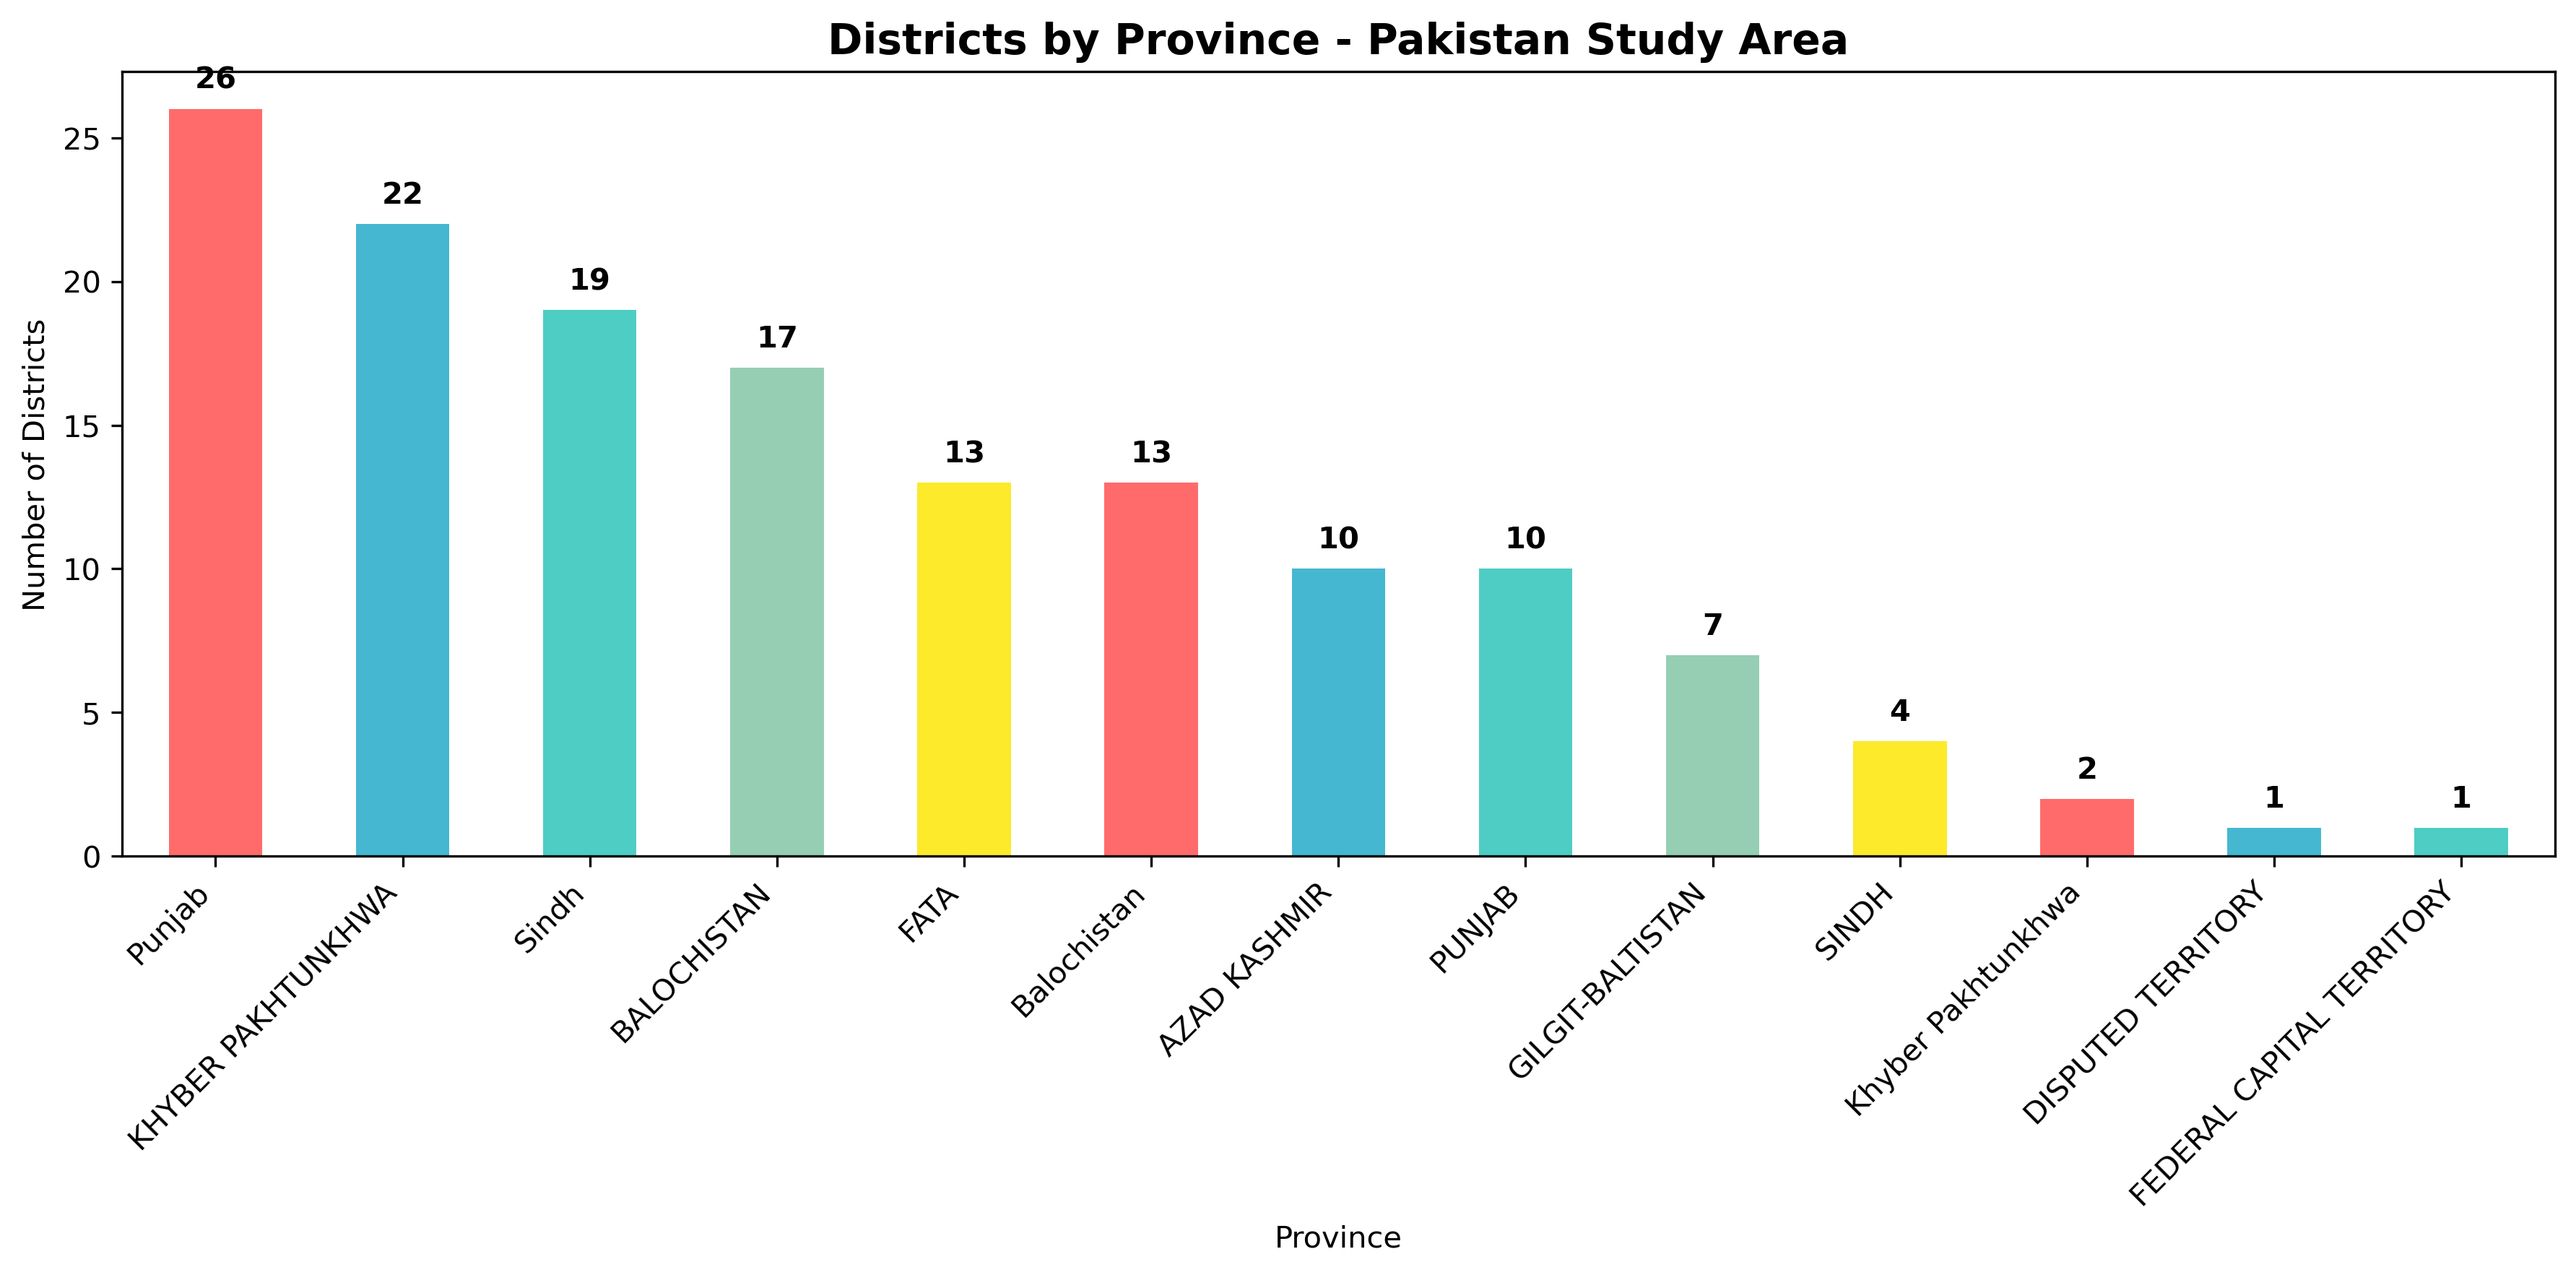 Districts by Province - Pakistan Study Area
Number of Districts
25
20
15
10
5
0
26
22
19
17
13
13
10
10
7
4
2
1
1
Punjab
KHYBER PAKHTUNKHWA
Sindh
BALOCHISTAN
FATA
Balochistan
AZAD KASHMIR
PUNJAB
GILGIT-BALTISTAN
SINDH
Khyber Pakhtunkhwa
DISPUTED TERRITORY
FEDERAL CAPITAL TERRITORY
Province